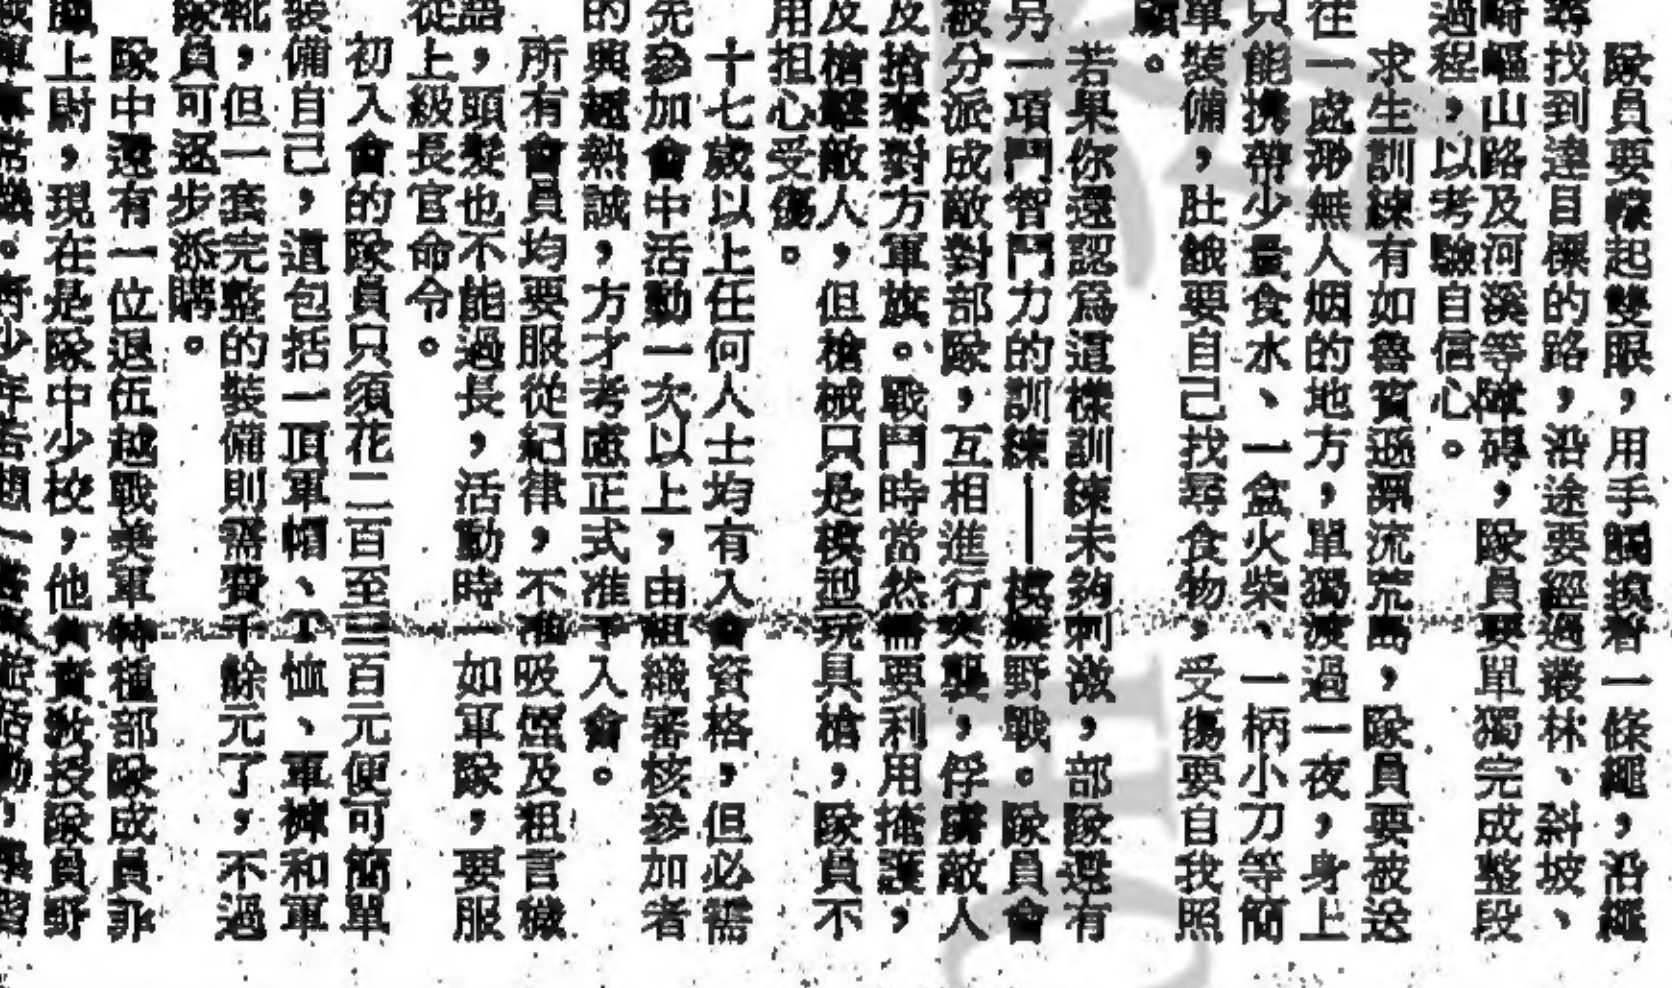 隊員要矇起雙眼，用手觸摸着一條繩，沿繩
尋找到達目標的路，沿途要經過叢林、斜坡、
崎嶇山路及河溪等障碍，隊員要單獨完成整段
過程，以考驗自信心。
求生訓練有如魯賓遜漂流荒島，隊員要被送
往一處渺無人烟的地方，單獨渡過一夜，身上
只能携帶少量食水、一盒火柴、一柄小刀等簡
單裝備，肚餓要自己找尋食物，受傷要自我照
顧。
若果你還認爲這樣訓練未夠刺激，部隊還有
另一項鬥智鬥力的訓練——模擬野戰。隊員會
被分派成敵對部隊，互相進行突襲，俘虜敵人
及搶奪對方軍旗。戰鬥時當然需要利用掩護，
及槍擊敵人，但槍械只是模型玩具槍，隊員不
用担心受傷。
十七歲以上任何人士均有入會資格，但必需
先參加會中活動一次以上，由組織審核參加者
的興趣熱誠，方才考慮正式准予入會。
所有會員均要服從紀律，不准吸煙及粗言穢
語，頭髮也不能過長，活動時一如軍隊，要服
從上級長官命令。
初入會的隊員只須花二百至三百元便可簡單
裝備自己，這包括一頂軍帽、T恤、軍褲和軍
靴，但一套完整的裝備則需費千餘元了，不過
隊員可逐步添購。
隊中還有一位退伍越戰美軍特種部隊成員菲
上尉，現在是隊中少校，他負責教授隊員野